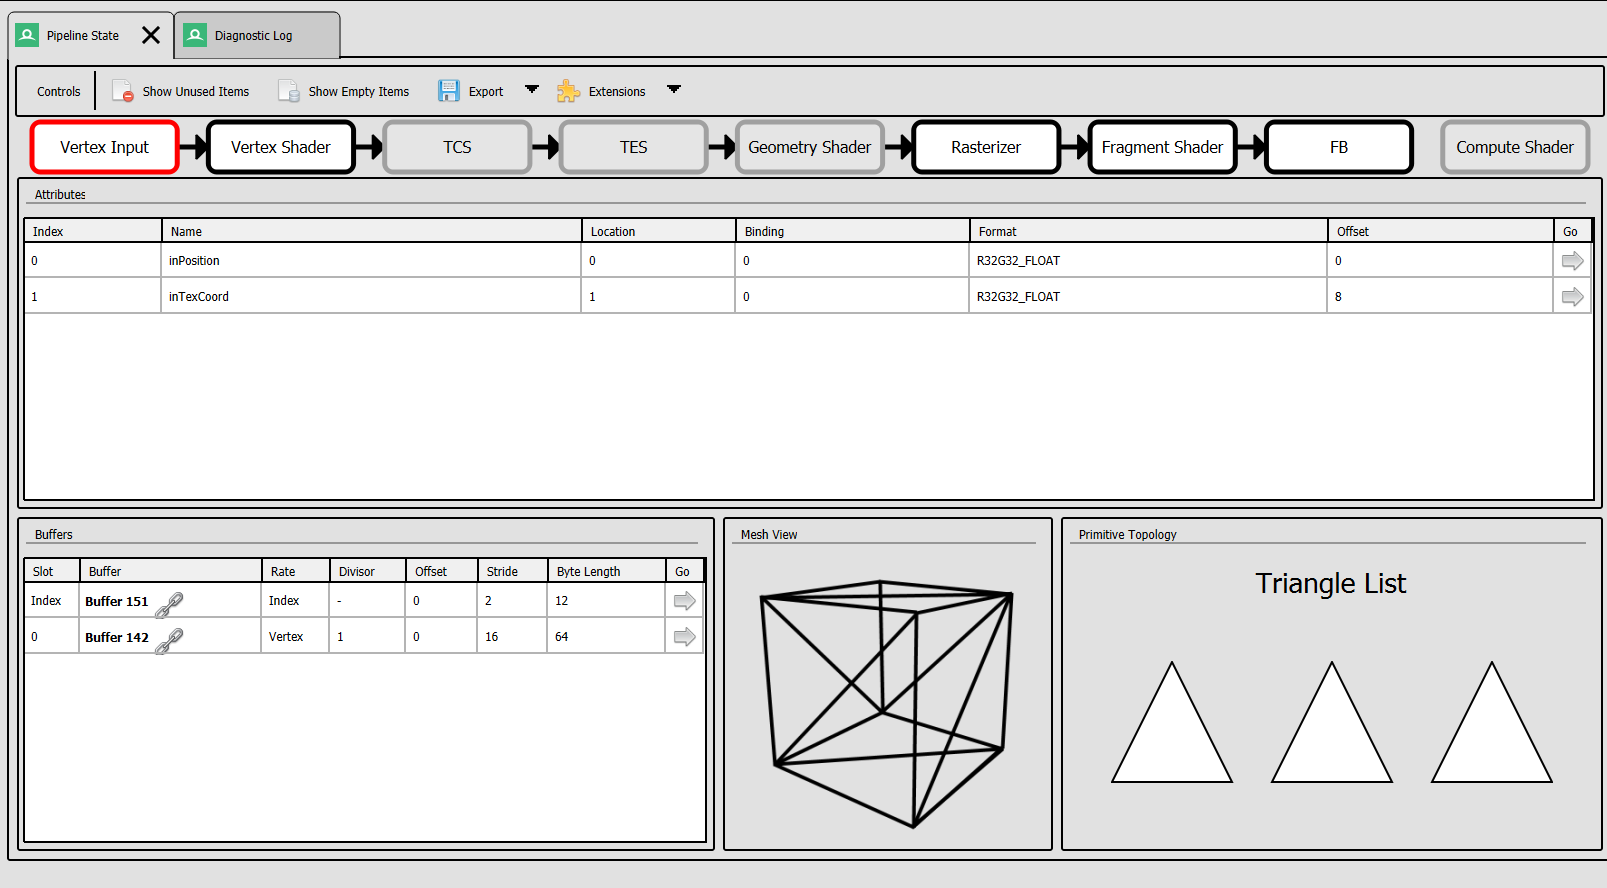 Pipeline State
Diagnostic Log
Controls
Show Unused Items
Show Empty Items
Export
Extensions
Vertex Input
Vertex Shader
TCS
TES
Geometry Shader
Rasterizer
Fragment Shader
FB
Compute Shader
Attributes
Index Name Location Binding Format Offset Go
0 inPosition 0 0 R32G32_FLOAT 0
1 inTexCoord 1 0 R32G32_FLOAT 8
Buffers
Slot Buffer Rate Divisor Offset Stride Byte Length Go
Index Buffer 151 Index - 0 2 12
0 Buffer 142 Vertex 1 0 16 64
Mesh View
Primitive Topology
Triangle List